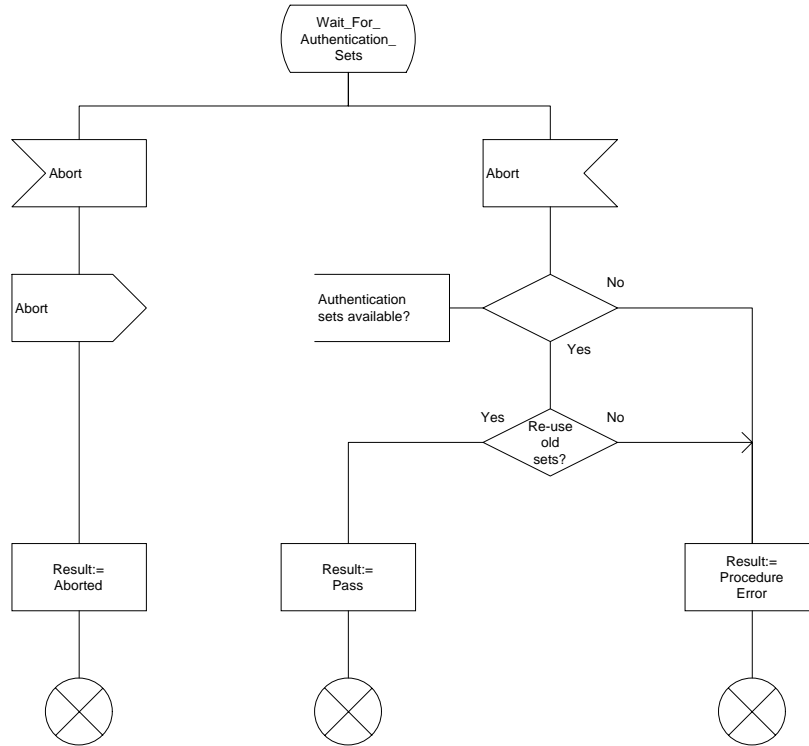 Wait_For_
Authentication_
Sets
Abort
Abort
Abort
Authentication
sets available?
No
Yes
Yes
Re-use
old
sets?
No
Result:=
Aborted
Result:=
Pass
Result:=
Procedure
Error